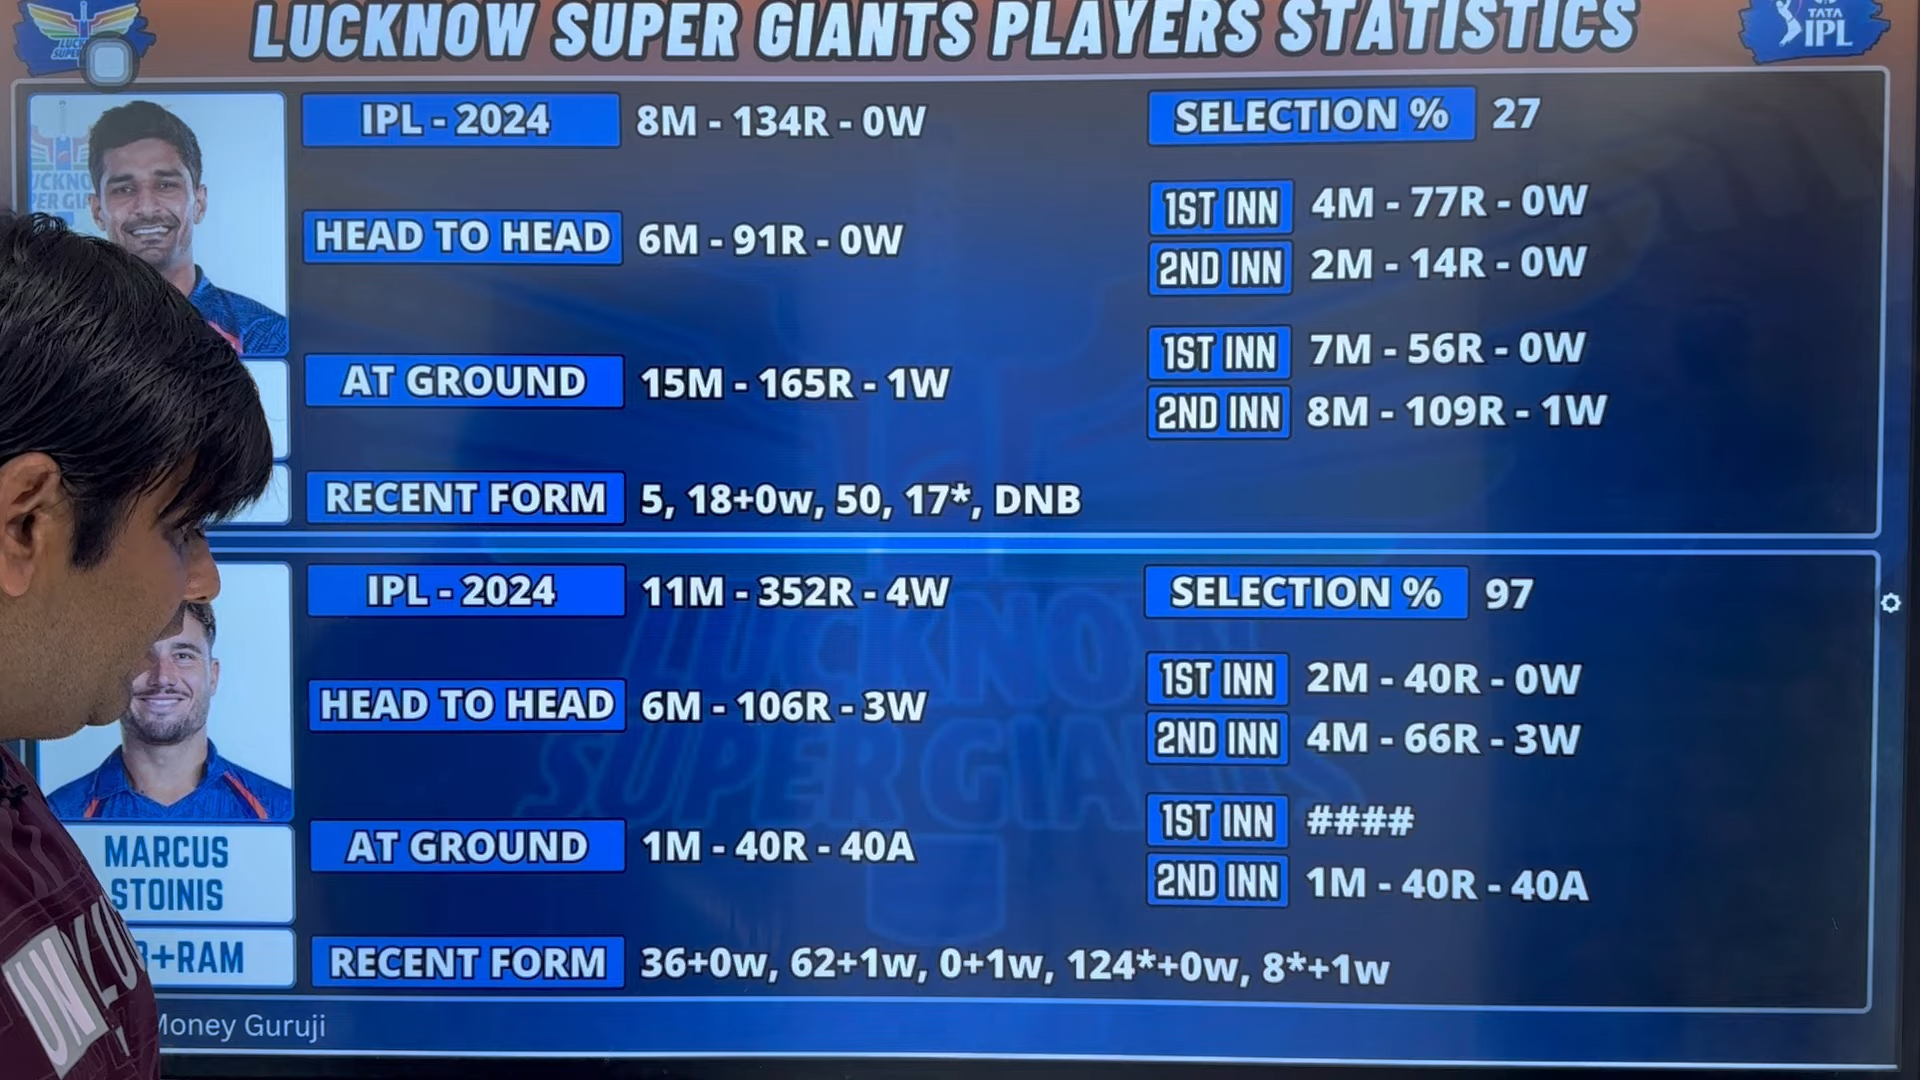 LUCKNOW SUPER GIANTS PLAYERS STATISTICS
TATA
IPL
IPL - 2024 8M - 134R - 0W
SELECTION % 27
HEAD TO HEAD 6M - 91R - 0W
1ST INN 4M - 77R - 0W
2ND INN 2M - 14R - 0W
AT GROUND 15M - 165R - 1W
1ST INN 7M - 56R - 0W
2ND INN 8M - 109R - 1W
RECENT FORM 5, 18+0w, 50, 17*, DNB
IPL - 2024 11M - 352R - 4W
SELECTION % 97
HEAD TO HEAD 6M - 106R - 3W
1ST INN 2M - 40R - 0W
2ND INN 4M - 66R - 3W
MARCUS
STOINIS
+RAM
AT GROUND 1M - 40R - 40A
1ST INN ####
2ND INN 1M - 40R - 40A
RECENT FORM 36+0w, 62+1w, 0+1w, 124*+0w, 8*+1w
LUCKNOW
SUPER GIANTS
Money Guruji